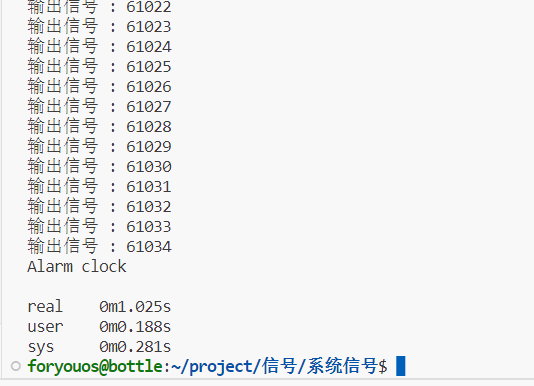 输出信号 : 61022
输出信号 : 61023
输出信号 : 61024
输出信号 : 61025
输出信号 : 61026
输出信号 : 61027
输出信号 : 61028
输出信号 : 61029
输出信号 : 61030
输出信号 : 61031
输出信号 : 61032
输出信号 : 61033
输出信号 : 61034
Alarm clock
real 0m1.025s
user 0m0.188s
sys 0m0.281s
foryouos@bottle:~/project/信号/系统信号$